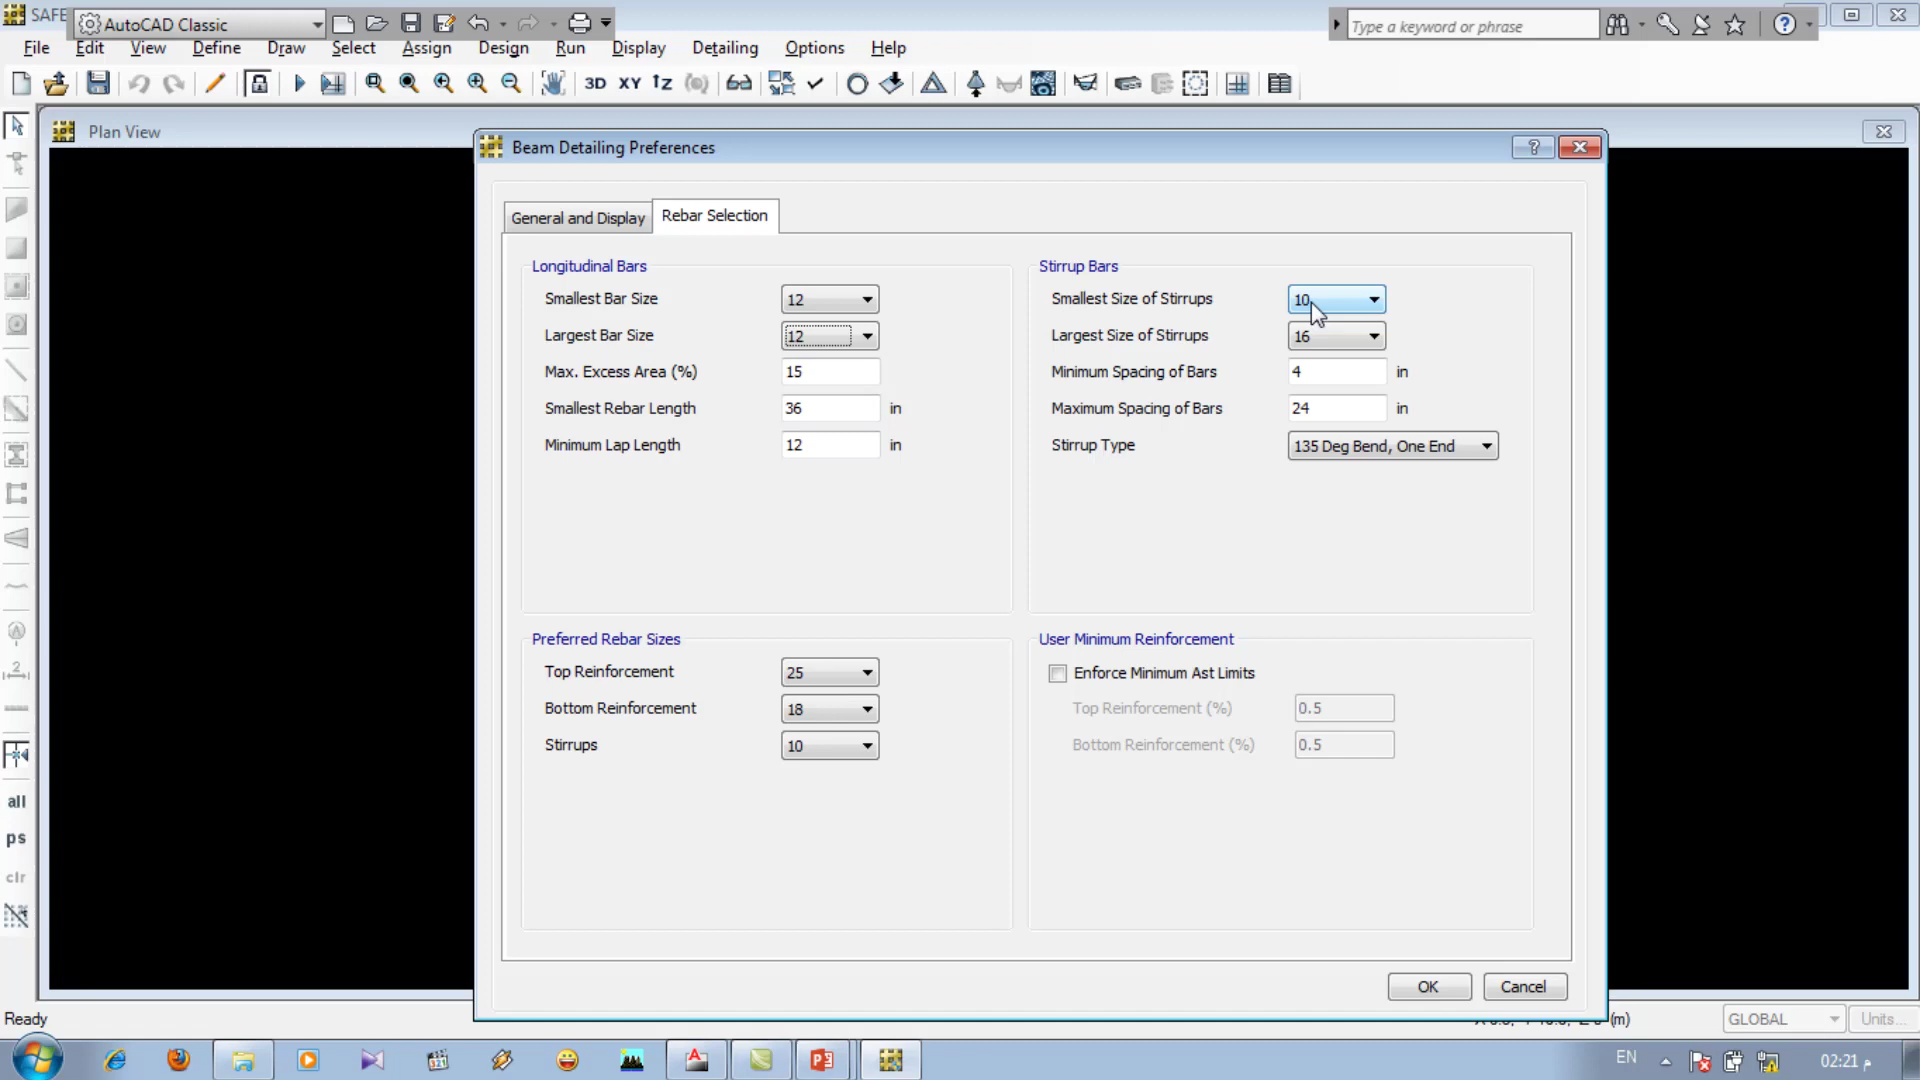 SAFE
AutoCAD Classic
Type a keyword or phrase
File Edit View Define Draw Select Assign Design Run Display Detailing Options Help
3D XY
Plan View
Beam Detailing Preferences
General and Display
Rebar Selection
Longitudinal Bars
Smallest Bar Size 12
Largest Bar Size 12
Max. Excess Area (%) 15
Smallest Rebar Length 36 in
Minimum Lap Length 12 in
Stirrup Bars
Smallest Size of Stirrups 10
Largest Size of Stirrups 16
Minimum Spacing of Bars 4 in
Maximum Spacing of Bars 24 in
Stirrup Type 135 Deg Bend, One End
Preferred Rebar Sizes
Top Reinforcement 25
Bottom Reinforcement 18
Stirrups 10
User Minimum Reinforcement
Enforce Minimum Ast Limits
Top Reinforcement (%) 0.5
Bottom Reinforcement (%) 0.5
all
ps
clr
OK
Cancel
Ready
(m)
GLOBAL
Units...
EN
02:21 م